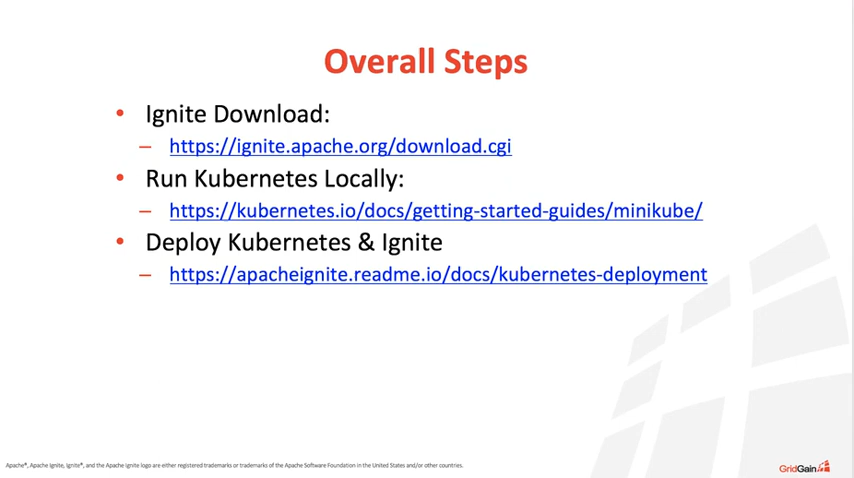 Overall Steps
• Ignite Download:
– https://ignite.apache.org/download.cgi
• Run Kubernetes Locally:
– https://kubernetes.io/docs/getting-started-guides/minikube/
• Deploy Kubernetes & Ignite
– https://apacheignite.readme.io/docs/kubernetes-deployment
Apache®, Apache Ignite, Ignite®, and the Apache Ignite logo are either registered trademarks or trademarks of the Apache Software Foundation in the United States and/or other countries.
GridGain